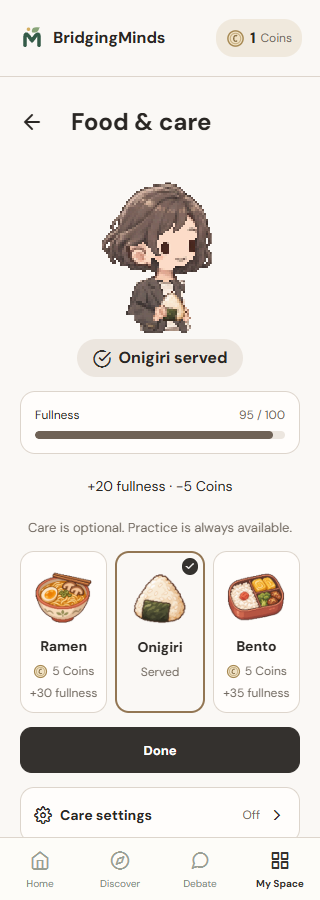 BridgingMinds
1 Coins
Food & care
Onigiri served
Fullness
95 / 100
+20 fullness · −5 Coins
Care is optional. Practice is always available.
Ramen
5 Coins
+30 fullness
Onigiri
Served
Bento
5 Coins
+35 fullness
Done
Care settings
Off
Home
Discover
Debate
My Space